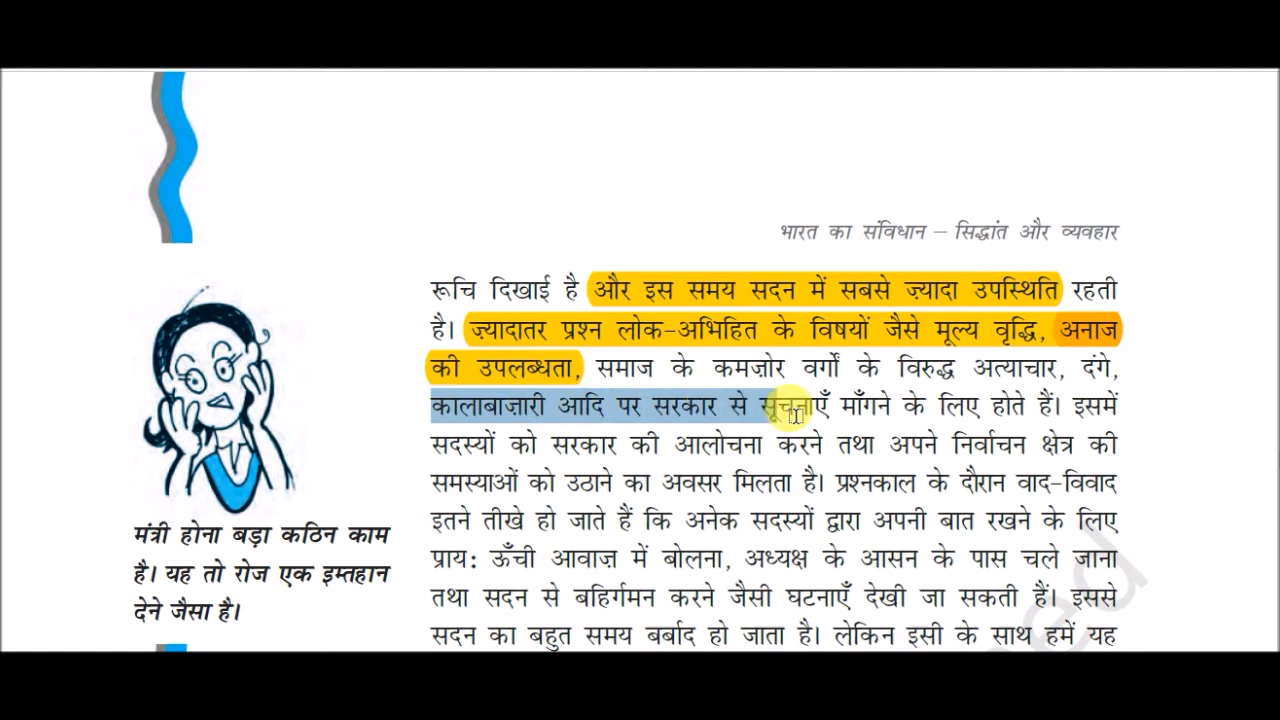 भारत का संविधान – सिद्धांत और व्यवहार
रूचि दिखाई है और इस समय सदन में सबसे ज़्यादा उपस्थिति रहती
है। ज़्यादातर प्रश्न लोक-अभिहित के विषयों जैसे मूल्य वृद्धि, अनाज
की उपलब्धता, समाज के कमज़ोर वर्गों के विरुद्ध अत्याचार, दंगे,
कालाबाज़ारी आदि पर सरकार से सूचनाएँ माँगने के लिए होते हैं। इसमें
सदस्यों को सरकार की आलोचना करने तथा अपने निर्वाचन क्षेत्र की
समस्याओं को उठाने का अवसर मिलता है। प्रश्नकाल के दौरान वाद-विवाद
इतने तीखे हो जाते हैं कि अनेक सदस्यों द्वारा अपनी बात रखने के लिए
प्राय: ऊँची आवाज़ में बोलना, अध्यक्ष के आसन के पास चले जाना
तथा सदन से बहिर्गमन करने जैसी घटनाएँ देखी जा सकती हैं। इससे
सदन का बहुत समय बर्बाद हो जाता है। लेकिन इसी के साथ हमें यह
मंत्री होना बड़ा कठिन काम
है। यह तो रोज एक इम्तहान
देने जैसा है।